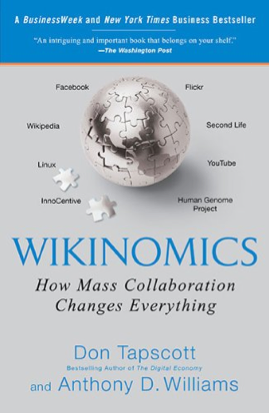 A BusinessWeek and New York Times Business Bestseller
"An intriguing and important book that belongs on your shelf."
—The Washington Post
Facebook
Flickr
Wikipedia
Second Life
Linux
YouTube
InnoCentive
Human Genome
Project
WIKINOMICS
How Mass Collaboration
Changes Everything
Don Tapscott
Bestselling Author of The Digital Economy
and Anthony D. Williams